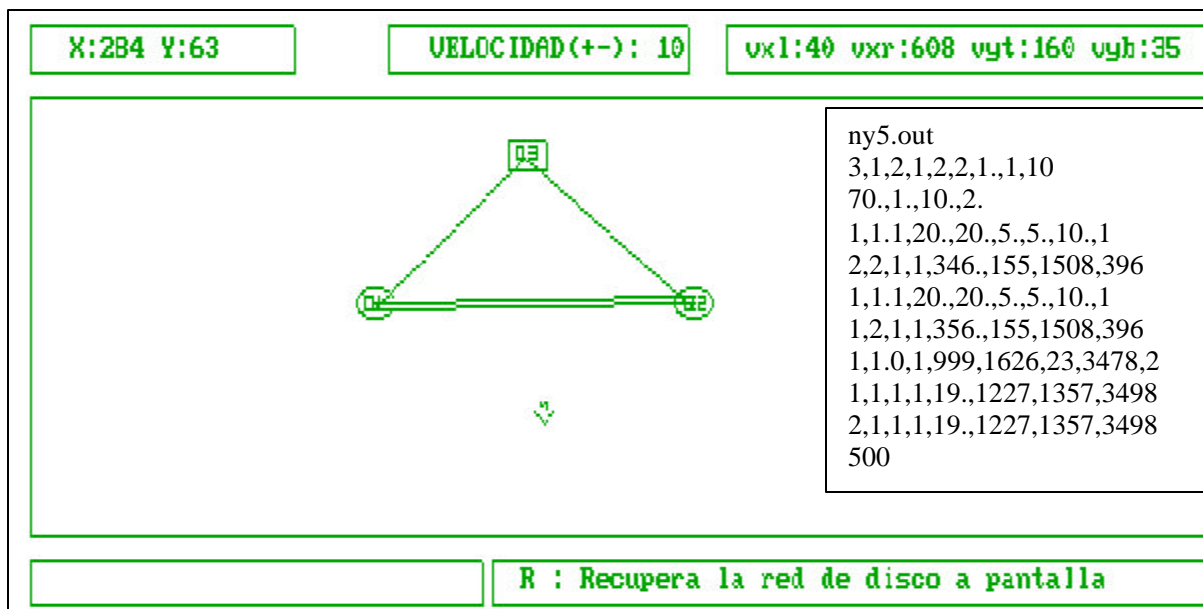 X:284 Y:63
VELOCIDAD(+-): 10
vxl:40 vxr:608 vyt:160 vyb:35
03
01
02
ny5.out
3,1,2,1,2,2,1.,1,10
70.,1.,10.,2.
1,1.1,20.,20.,5.,5.,10.,1
2,2,1,1,346.,155,1508,396
1,1.1,20.,20.,5.,5.,10.,1
1,2,1,1,356.,155,1508,396
1,1.0,1,999,1626,23,3478,2
1,1,1,1,19.,1227,1357,3498
2,1,1,1,19.,1227,1357,3498
500
R : Recupera la red de disco a pantalla